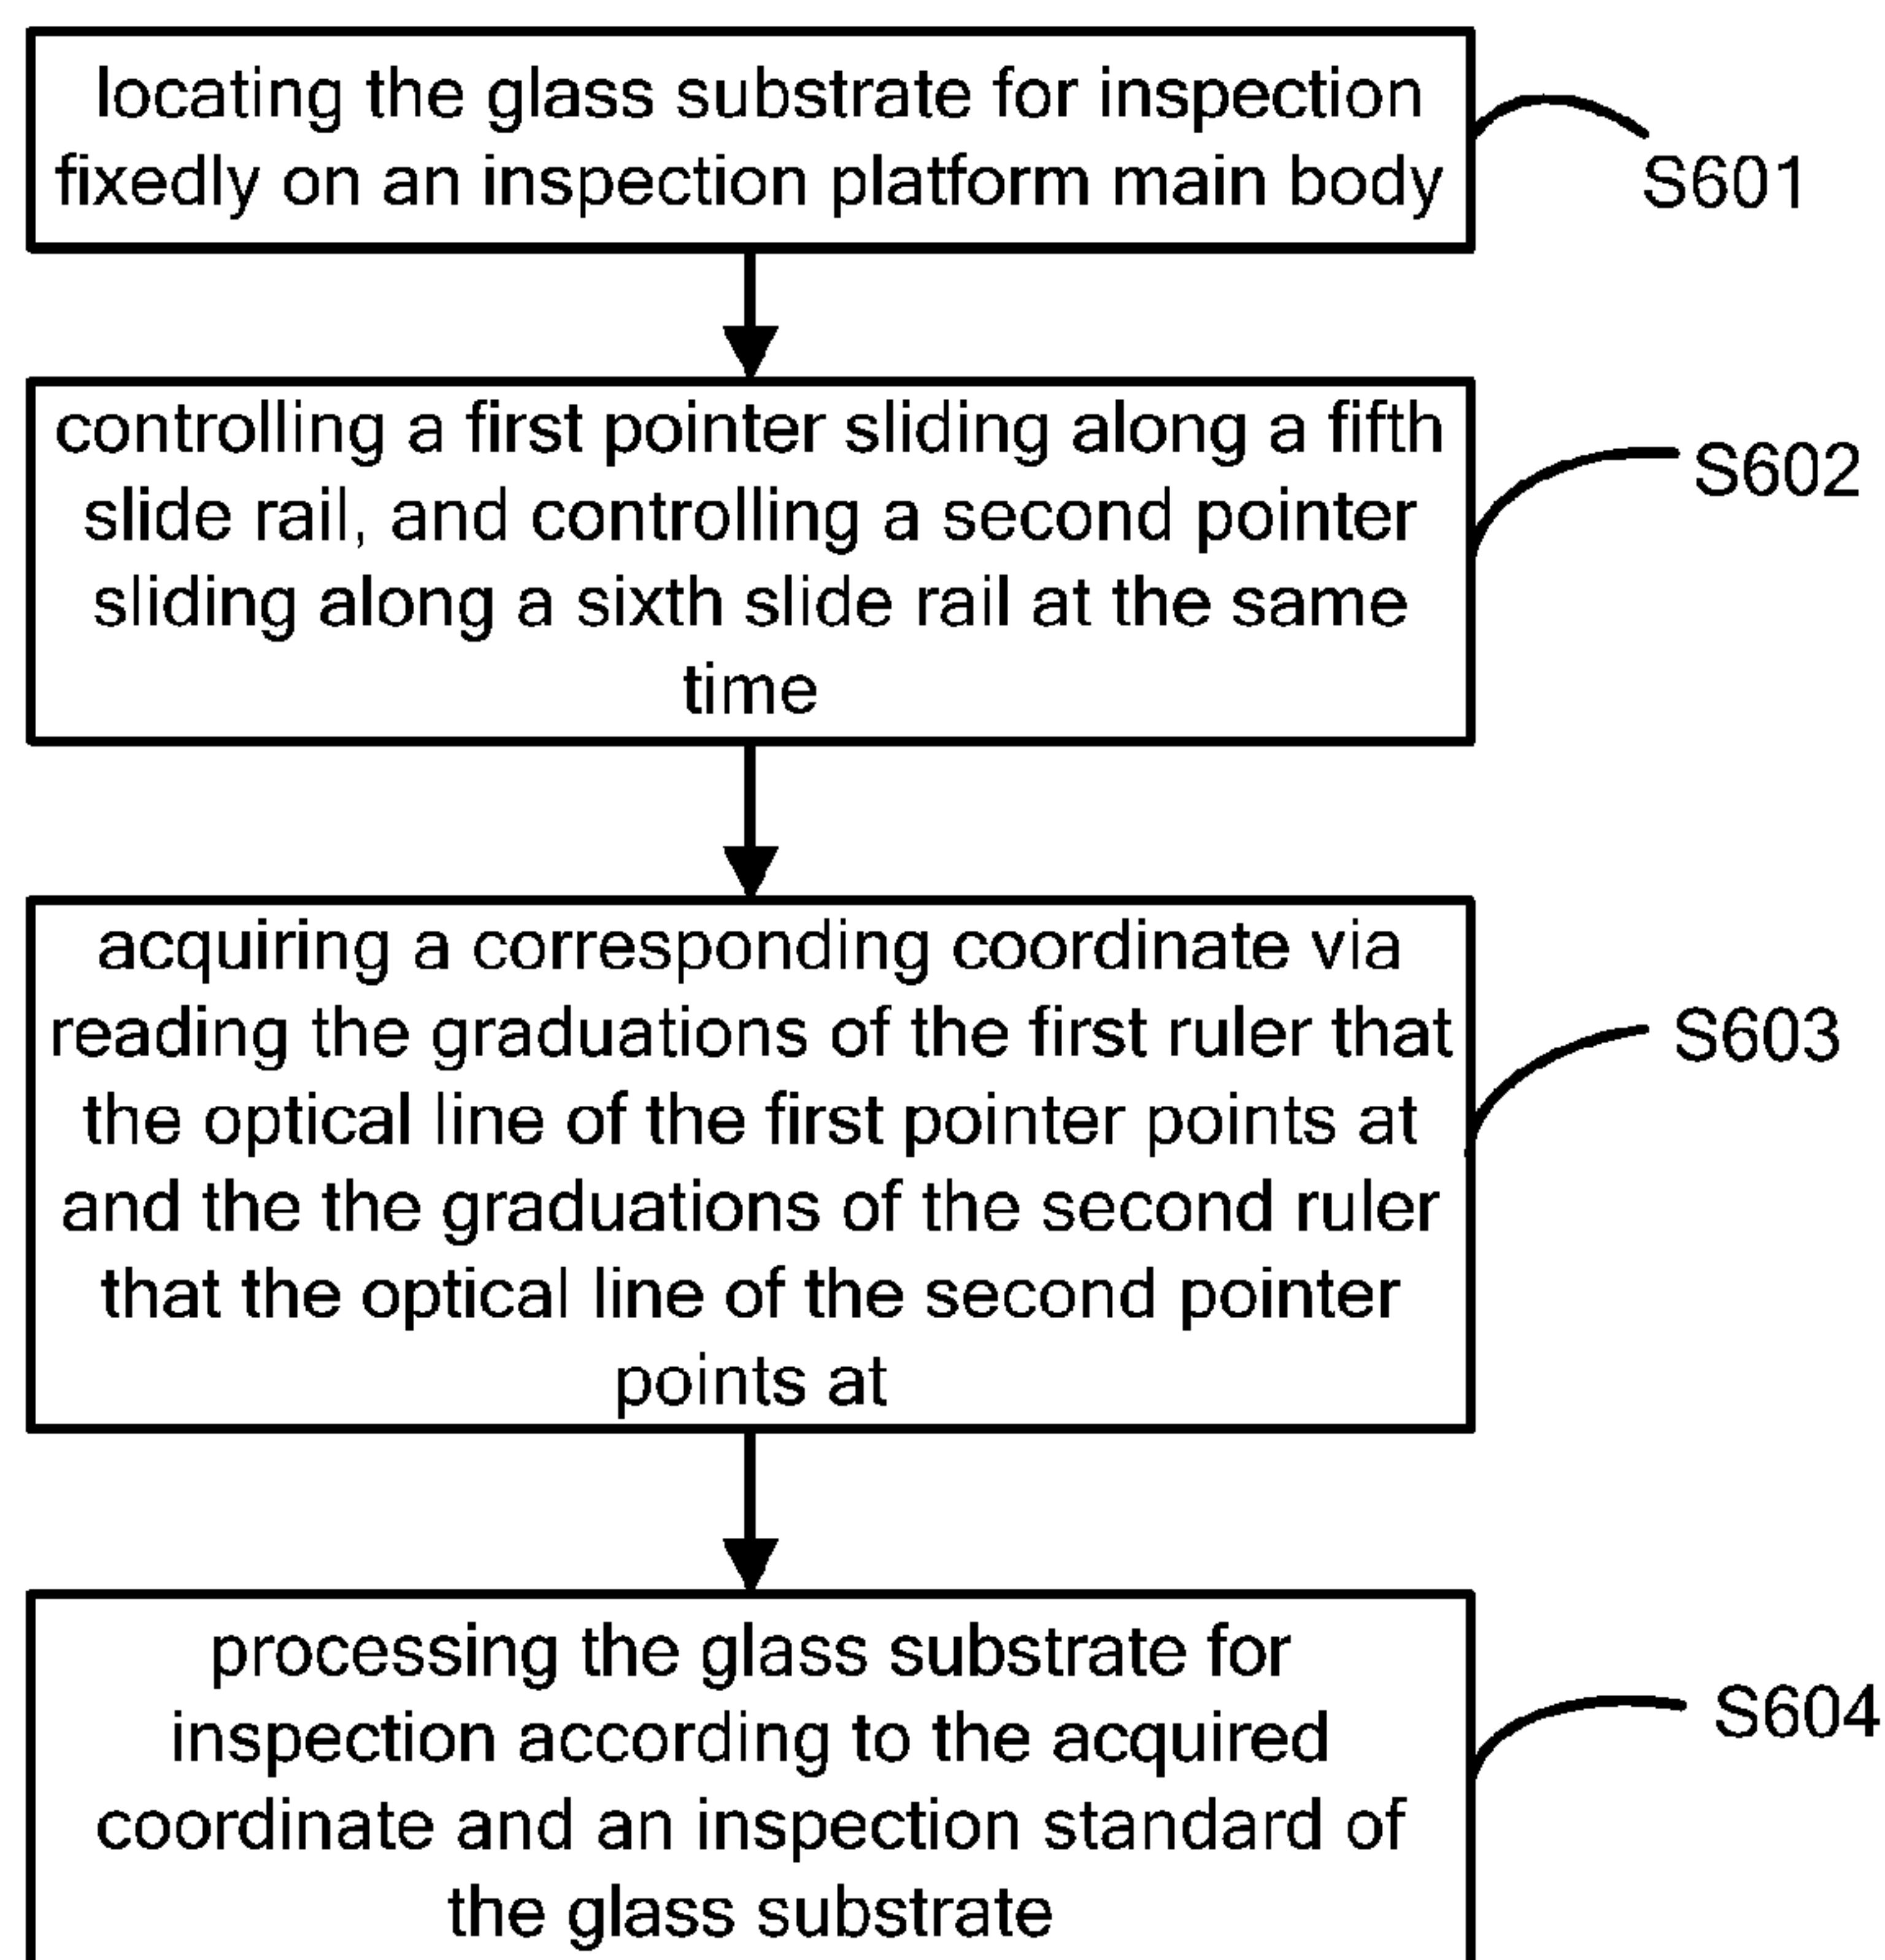 locating the glass substrate for inspection
fixedly on an inspection platform main body
S601
controlling a first pointer sliding along a fifth
slide rail, and controlling a second pointer
sliding along a sixth slide rail at the same
time
S602
acquiring a corresponding coordinate via
reading the graduations of the first ruler that
the optical line of the first pointer points at
and the the graduations of the second ruler
that the optical line of the second pointer
points at
S603
processing the glass substrate for
inspection according to the acquired
coordinate and an inspection standard of
the glass substrate
S604